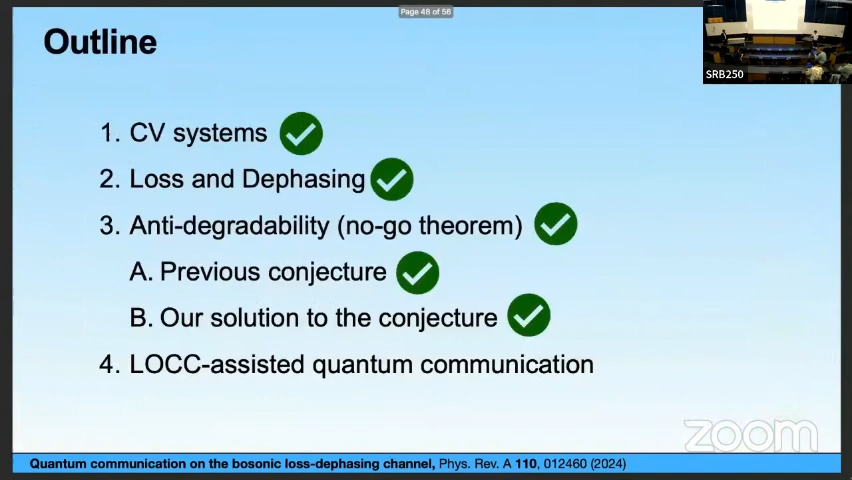 Page 48 of 56
Outline
SRB250
1. CV systems
2. Loss and Dephasing
3. Anti-degradability (no-go theorem)
A. Previous conjecture
B. Our solution to the conjecture
4. LOCC-assisted quantum communication
zoom
Quantum communication on the bosonic loss-dephasing channel, Phys. Rev. A 110, 012460 (2024)